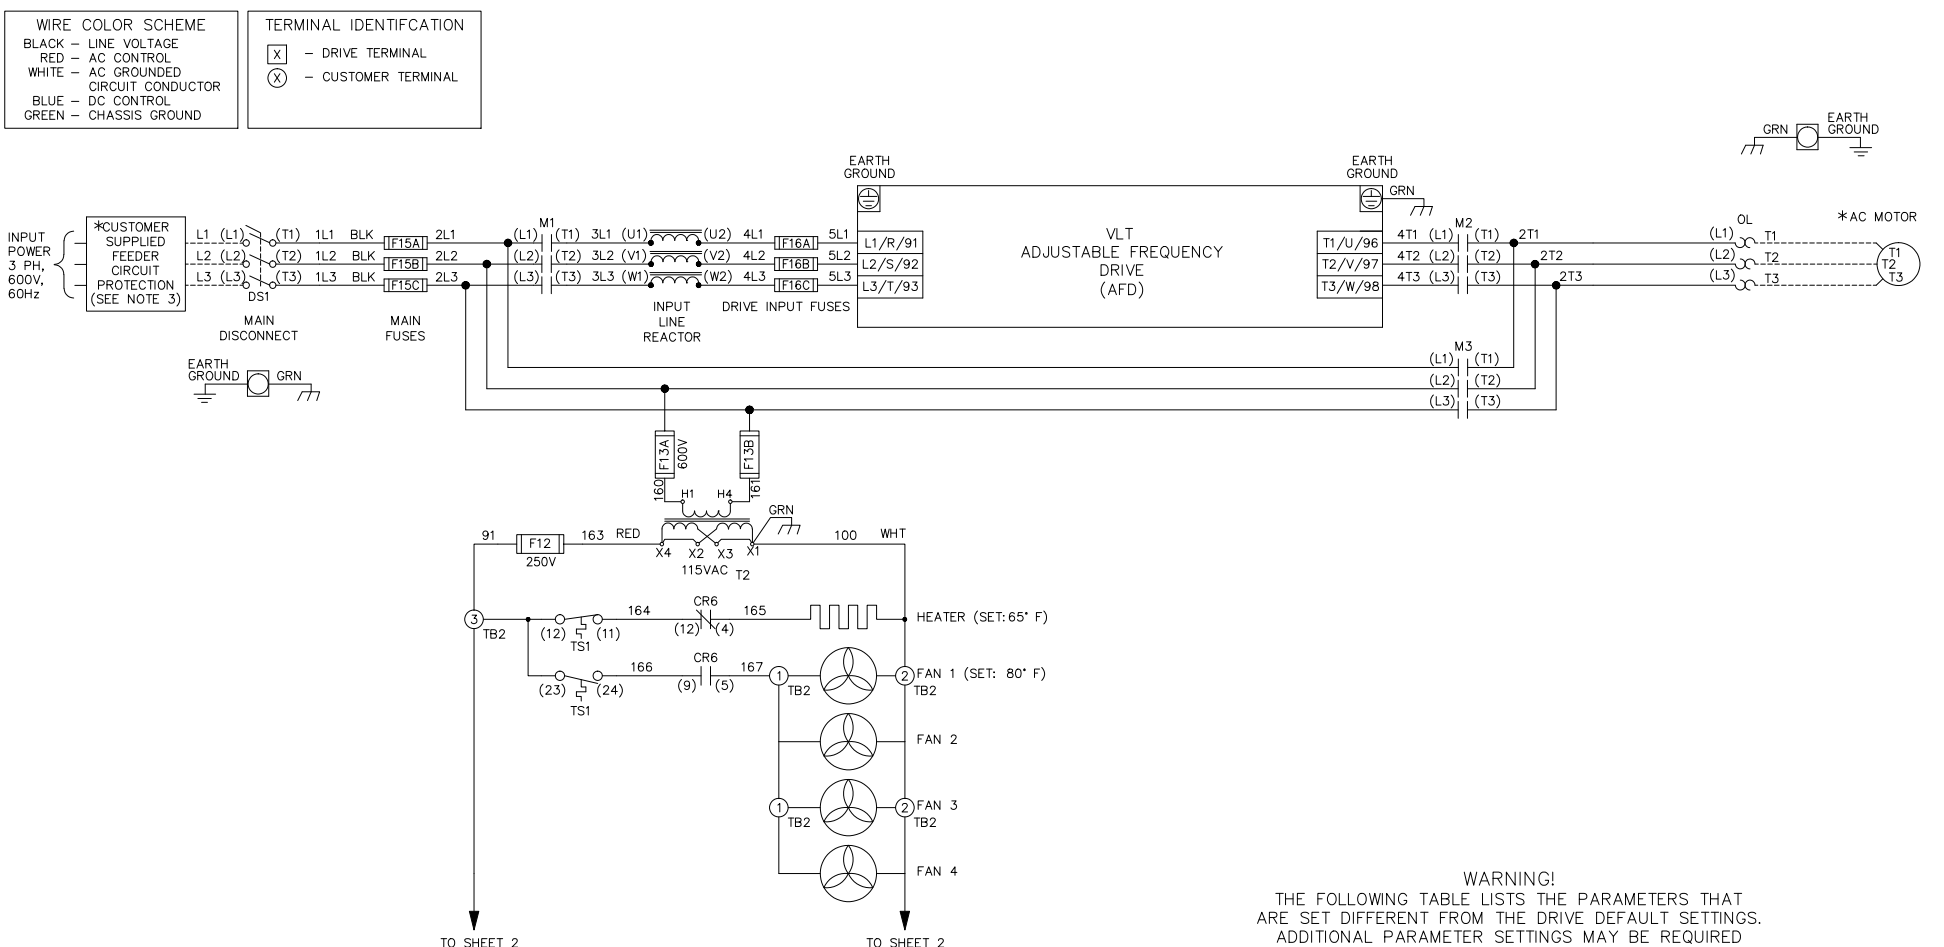 WIRE COLOR SCHEME
BLACK – LINE VOLTAGE
RED – AC CONTROL
WHITE – AC GROUNDED
CIRCUIT CONDUCTOR
BLUE – DC CONTROL
GREEN – CHASSIS GROUND
TERMINAL IDENTIFCATION
X – DRIVE TERMINAL
X – CUSTOMER TERMINAL
GRN
EARTH
GROUND
INPUT
POWER
3 PH,
600V,
60Hz
*CUSTOMER
SUPPLIED
FEEDER
CIRCUIT
PROTECTION
(SEE NOTE 3)
L1 (L1) (T1) 1L1 BLK F15A 2L1
L2 (L2) (T2) 1L2 BLK F15B 2L2
L3 (L3) (T3) 1L3 BLK F15C 2L3
DS1
MAIN
DISCONNECT
MAIN
FUSES
EARTH
GROUND
GRN
M1
(L1) (T1) 3L1 (U1) (U2) 4L1 F16A 5L1
(L2) (T2) 3L2 (V1) (V2) 4L2 F16B 5L2
(L3) (T3) 3L3 (W1) (W2) 4L3 F16C 5L3
INPUT
LINE
REACTOR
DRIVE INPUT FUSES
EARTH
GROUND
L1/R/91
L2/S/92
L3/T/93
VLT
ADJUSTABLE FREQUENCY
DRIVE
(AFD)
EARTH
GROUND
GRN
T1/U/96
T2/V/97
T3/W/98
M2
4T1 (L1) (T1) 2T1
4T2 (L2) (T2) 2T2
4T3 (L3) (T3) 2T3
OL
(L1) T1
(L2) T2
(L3) T3
*AC MOTOR
T1
T2
T3
M3
(L1) (T1)
(L2) (T2)
(L3) (T3)
F13A
600V
F13B
160
161
H1 H4
GRN
91 F12 163 RED
250V
X4 X2 X3 X1
100 WHT
115VAC T2
3
TB2
(12) (11)
TS1
164
CR6
(12) (4)
165
HEATER (SET:65° F)
(23) (24)
TS1
166
CR6
(9) (5)
167
1
TB2
2
TB2
FAN 1 (SET: 80° F)
FAN 2
1
TB2
2
TB2
FAN 3
FAN 4
TO SHEET 2
TO SHEET 2
WARNING!
THE FOLLOWING TABLE LISTS THE PARAMETERS THAT
ARE SET DIFFERENT FROM THE DRIVE DEFAULT SETTINGS.
ADDITIONAL PARAMETER SETTINGS MAY BE REQUIRED